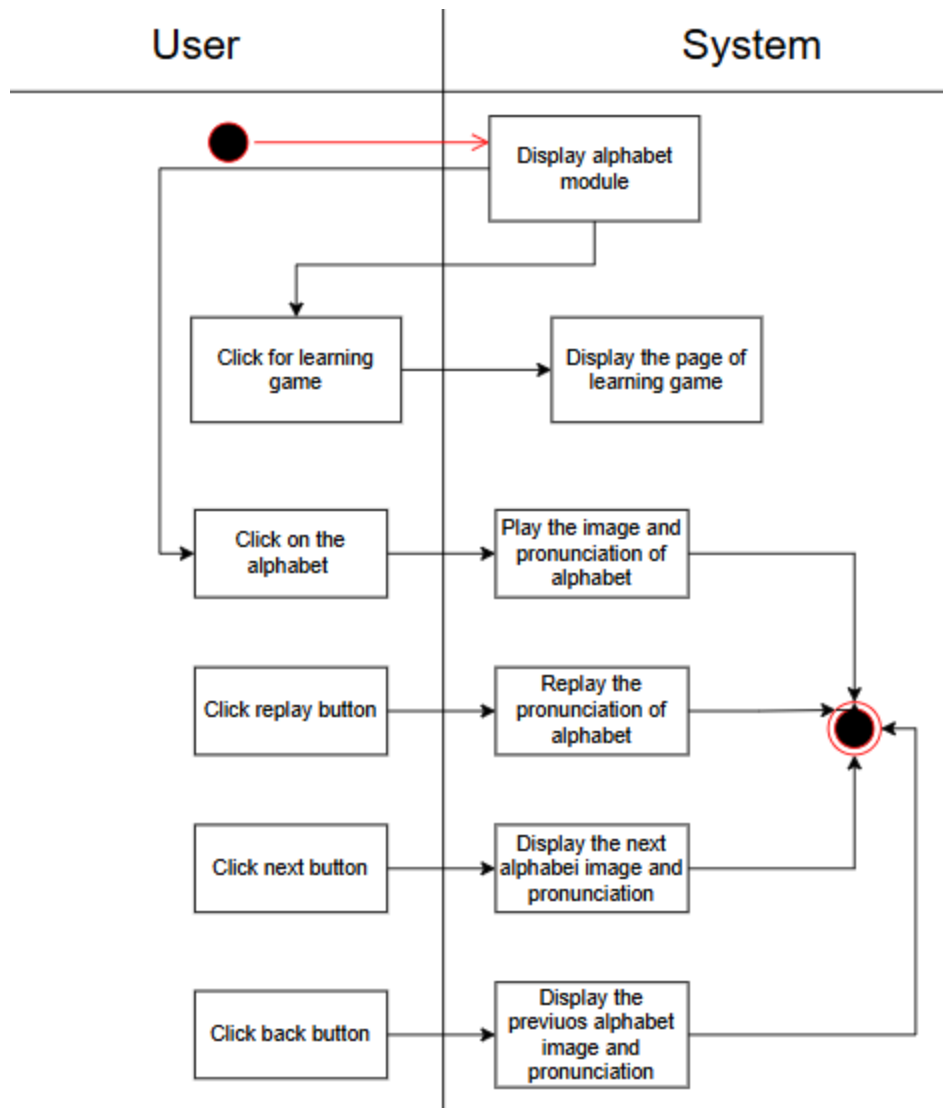 User
System
Display alphabet
module
Click for learning
game
Display the page of
learning game
Click on the
alphabet
Play the image and
pronunciation of
alphabet
Click replay button
Replay the
pronunciation of
alphabet
Click next button
Display the next
alphabei image and
pronunciation
Click back button
Display the
previuos alphabet
image and
pronunciation